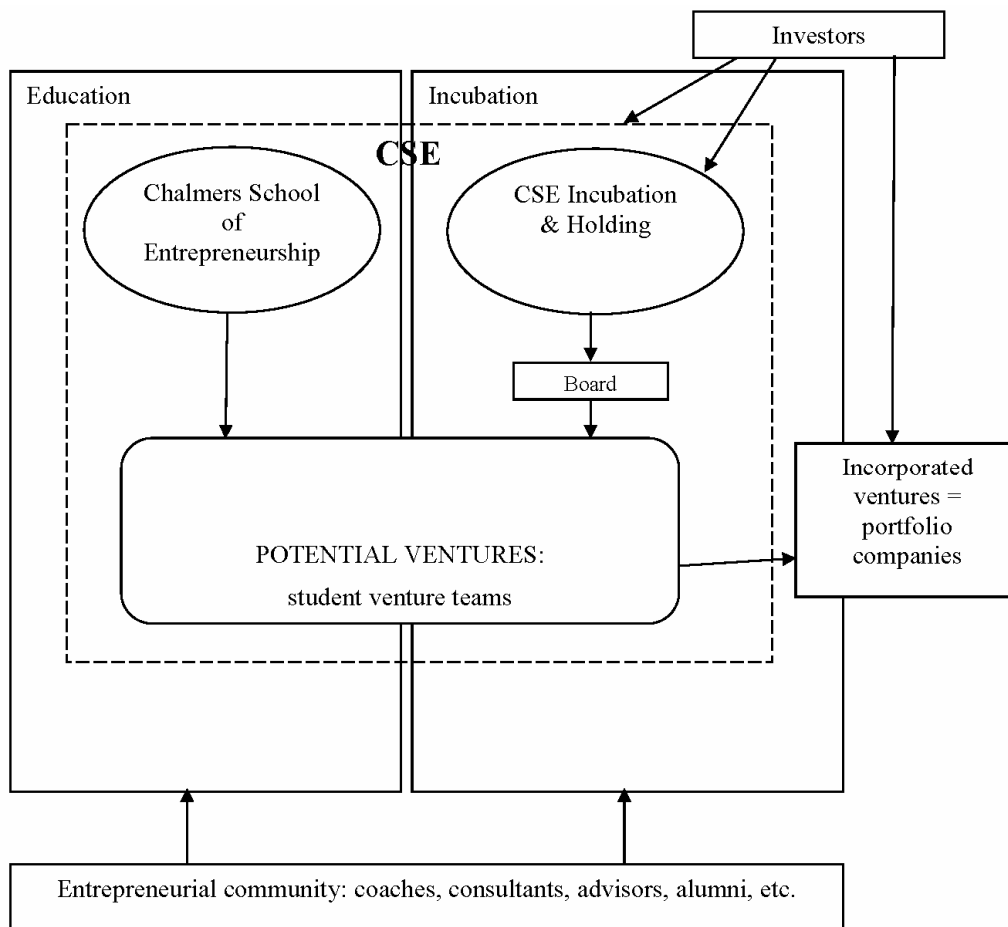 Investors
Education
Incubation
CSE
Chalmers School
of
Entrepreneurship
CSE Incubation
& Holding
Board
POTENTIAL VENTURES:
student venture teams
Incorporated
ventures =
portfolio
companies
Entrepreneurial community: coaches, consultants, advisors, alumni, etc.